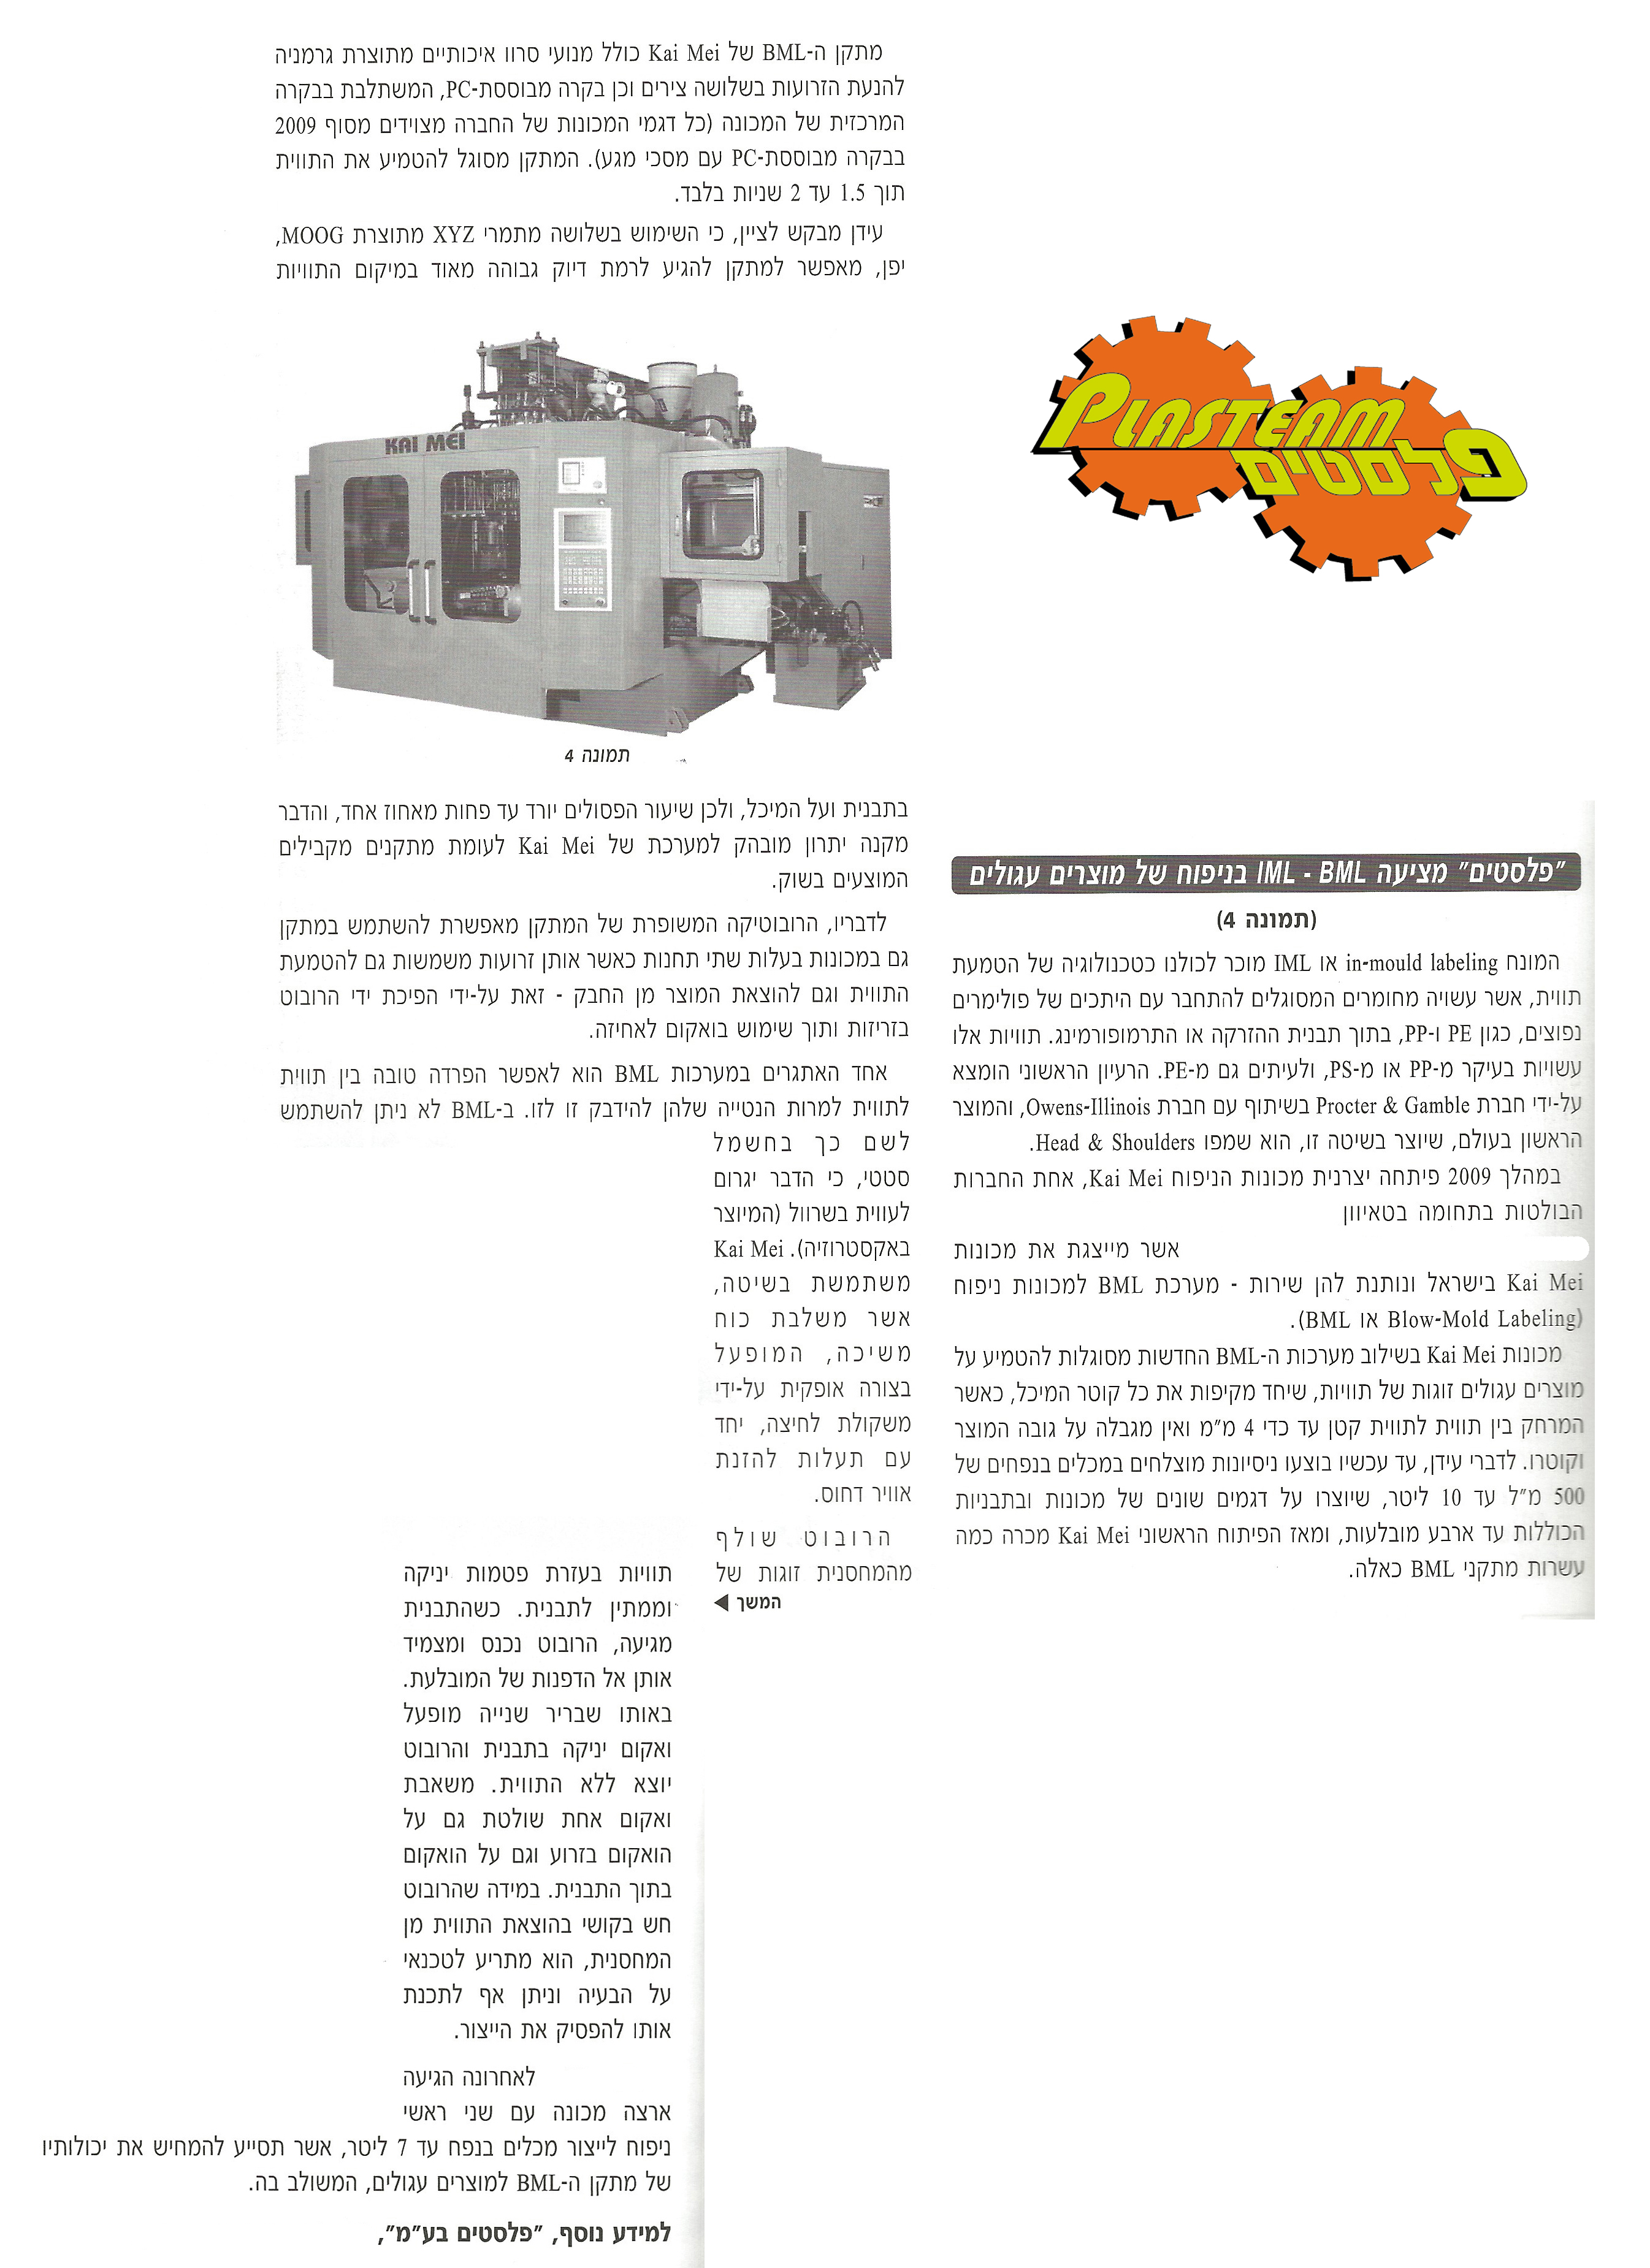 PLASTEAM
פלסטים
"פלסטים" מציעה IML - BML בניפוח של מוצרים עגולים
(תמונה 4)
המונח in-mould labeling או IML מוכר לכולנו כטכנולוגיה של הטמעת
תווית, אשר עשויה מחומרים המסוגלים להתחבר עם היתכים של פולימרים
נפוצים, כגון PE ו-PP, בתוך תבנית ההזרקה או התרמופורמינג. תוויות אלו
עשויות בעיקר מ-PP או מ-PS, ולעיתים גם מ-PE. הרעיון הראשוני הומצא
על-ידי חברת Procter & Gamble בשיתוף עם חברת Owens-Illinois, והמוצר
הראשון בעולם, שיוצר בשיטה זו, הוא שמפו Head & Shoulders.
במהלך 2009 פיתחה יצרנית מכונות הניפוח Kai Mei, אחת החברות
הבולטות בתחומה בטאיוון
אשר מייצגת את מכונות
Kai Mei בישראל ונותנת להן שירות - מערכת BML למכונות ניפוח
(Blow-Mold Labeling או BML).
מכונות Kai Mei בשילוב מערכות ה-BML החדשות מסוגלות להטמיע על
מוצרים עגולים זוגות של תוויות, שיחד מקיפות את כל קוטר המיכל, כאשר
המרחק בין תווית לתווית קטן עד כדי 4 מ"מ ואין מגבלה על גובה המוצר
וקוטרו. לדברי עידן, עד עכשיו בוצעו ניסיונות מוצלחים במכלים בנפחים של
500 מ"ל עד 10 ליטר, שיוצרו על דגמים שונים של מכונות ובתבניות
הכוללות עד ארבע מובלעות, ומאז הפיתוח הראשוני Kai Mei מכרה כמה
עשרות מתקני BML כאלה.
מתקן ה-BML של Kai Mei כולל מנועי סרוו איכותיים מתוצרת גרמניה
להנעת הזרועות בשלושה צירים וכן בקרה מבוססת-PC, המשתלבת בבקרה
המרכזית של המכונה (כל דגמי המכונות של החברה מצוידים מסוף 2009
בבקרה מבוססת-PC עם מסכי מגע). המתקן מסוגל להטמיע את התווית
תוך 1.5 עד 2 שניות בלבד.
עידן מבקש לציין, כי השימוש בשלושה מתמרי XYZ מתוצרת MOOG,
יפן, מאפשר למתקן להגיע לרמת דיוק גבוהה מאוד במיקום התוויות
KAI MEI
תמונה 4
בתבנית ועל המיכל, ולכן שיעור הפסולים יורד עד פחות מאחוז אחד, והדבר
מקנה יתרון מובהק למערכת של Kai Mei לעומת מתקנים מקבילים
המוצעים בשוק.
לדבריו, הרובוטיקה המשופרת של המתקן מאפשרת להשתמש במתקן
גם במכונות בעלות שתי תחנות כאשר אותן זרועות משמשות גם להטמעת
התווית וגם להוצאת המוצר מן החבק - זאת על-ידי הפיכת ידי הרובוט
בזריזות ותוך שימוש בואקום לאחיזה.
אחד האתגרים במערכות BML הוא לאפשר הפרדה טובה בין תווית
לתווית למרות הנטייה שלהן להידבק זו לזו. ב-BML לא ניתן להשתמש
לשם כך בחשמל
סטטי, כי הדבר יגרום
לעווית בשרוול (המיוצר
באקסטרוזיה). Kai Mei
משתמשת בשיטה,
אשר משלבת כוח
משיכה, המופעל
בצורה אופקית על-ידי
משקולת לחיצה, יחד
עם תעלות להזנת
אוויר דחוס.
הרובוט שולף
מהמחסנית זוגות של
המשך ◀
תוויות בעזרת פטמות יניקה
וממתין לתבנית. כשהתבנית
מגיעה, הרובוט נכנס ומצמיד
אותן אל הדפנות של המובלעת.
באותו שבריר שנייה מופעל
ואקום יניקה בתבנית והרובוט
יוצא ללא התווית. משאבת
ואקום אחת שולטת גם על
הואקום בזרוע וגם על הואקום
בתוך התבנית. במידה שהרובוט
חש בקושי בהוצאת התווית מן
המחסנית, הוא מתריע לטכנאי
על הבעיה וניתן אף לתכנת
אותו להפסיק את הייצור.
לאחרונה הגיעה
ארצה מכונה עם שני ראשי
ניפוח לייצור מכלים בנפח עד 7 ליטר, אשר תסייע להמחיש את יכולותיו
של מתקן ה-BML למוצרים עגולים, המשולב בה.
למידע נוסף, "פלסטים בע"מ",